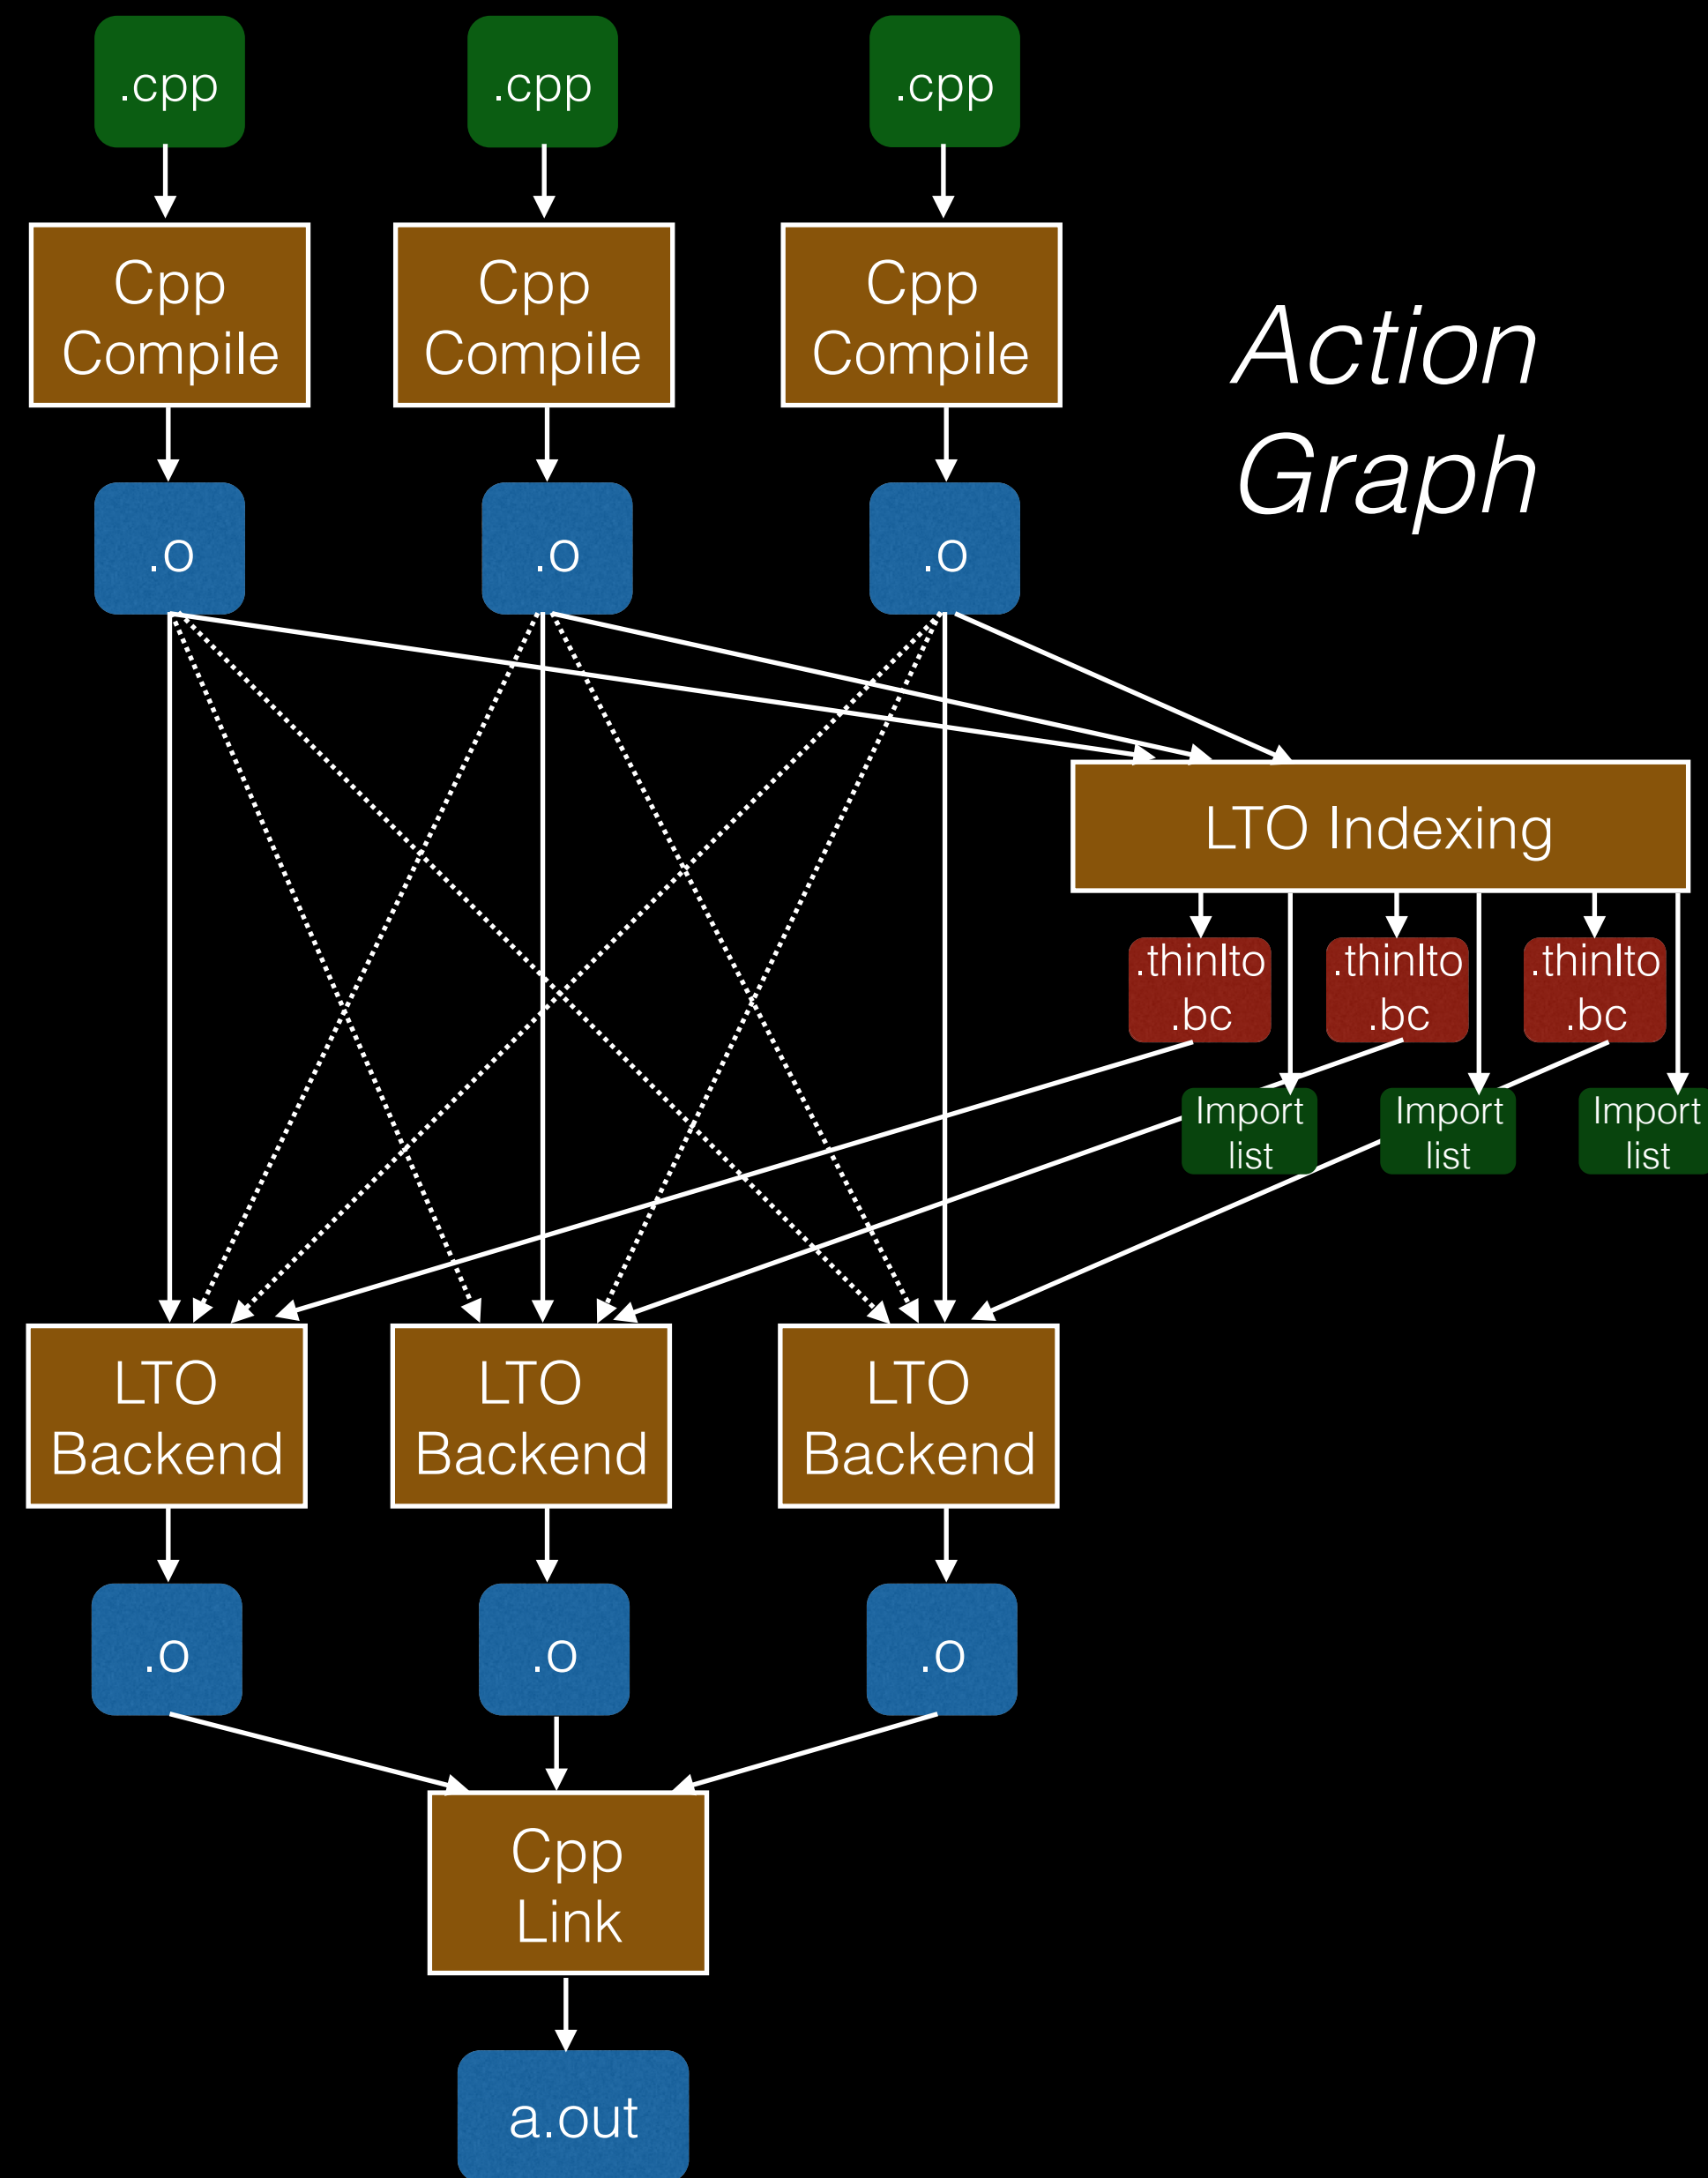 .cpp
.cpp
.cpp
Cpp
Compile
Cpp
Compile
Cpp
Compile
Action
Graph
.o
.o
.o
LTO Indexing
.thinlto
.bc
.thinlto
.bc
.thinlto
.bc
Import
list
Import
list
Import
list
LTO
Backend
LTO
Backend
LTO
Backend
.o
.o
.o
Cpp
Link
a.out